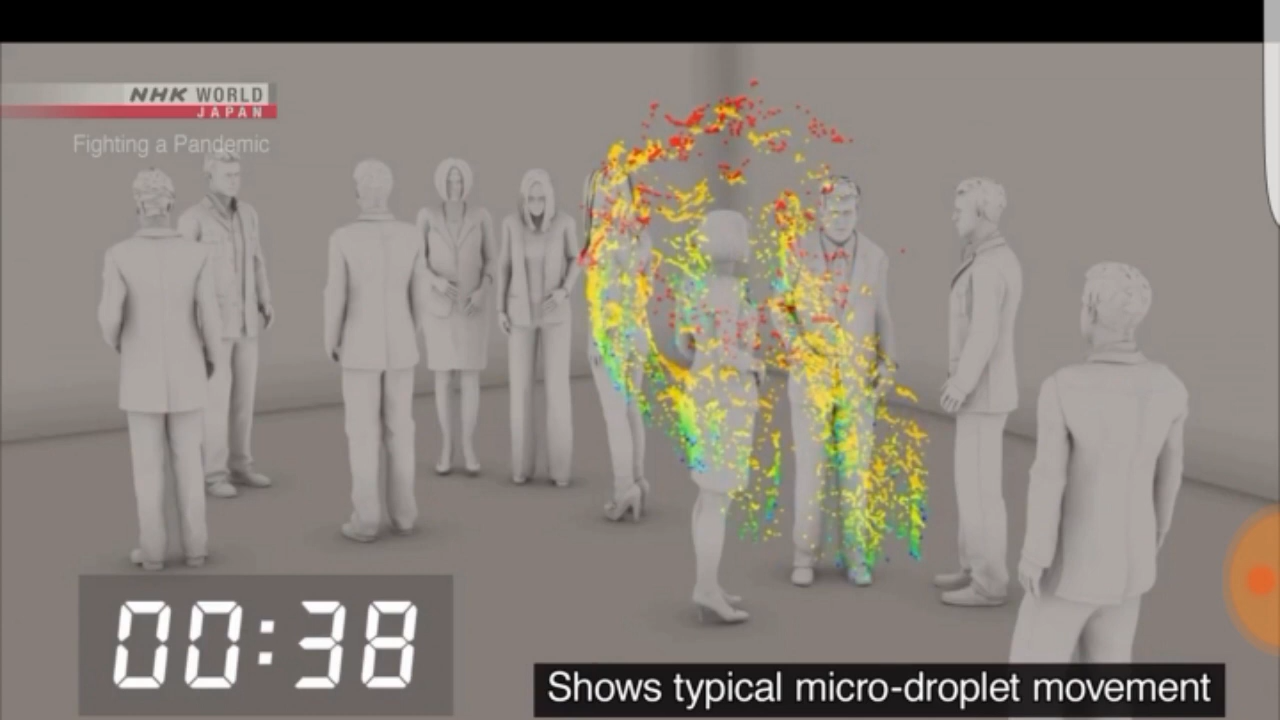 NHK WORLD
JAPAN
Fighting a Pandemic
00:38
Shows typical micro-droplet movement